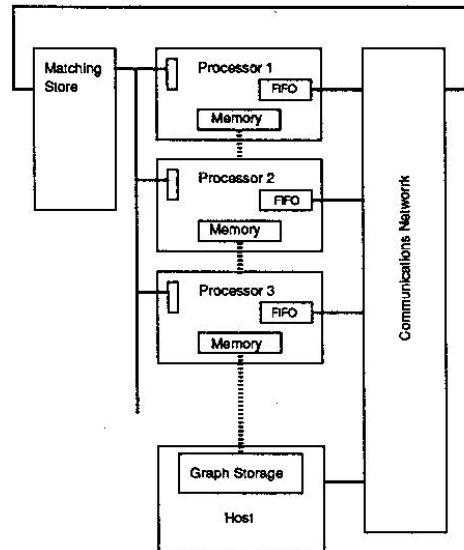 Matching
Store
Processor 1
FIFO
Memory
Processor 2
FIFO
Memory
Processor 3
FIFO
Memory
Communications Network
Graph Storage
Host